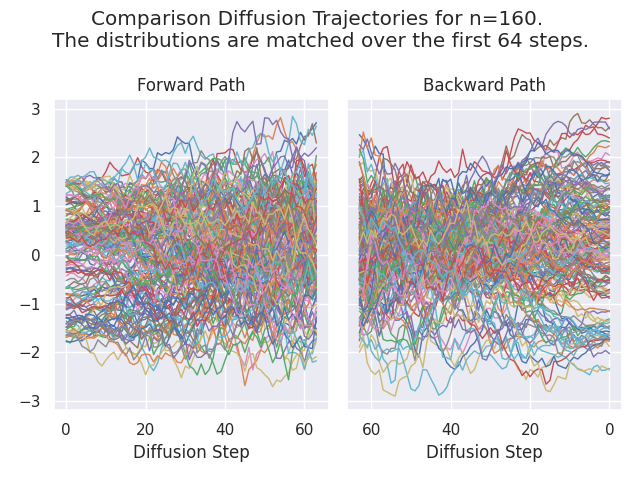 Comparison Diffusion Trajectories for n=160.
The distributions are matched over the first 64 steps.
Forward Path
Backward Path
3
2
1
0
−1
−2
−3
0 20 40 60
60 40 20 0
Diffusion Step
Diffusion Step